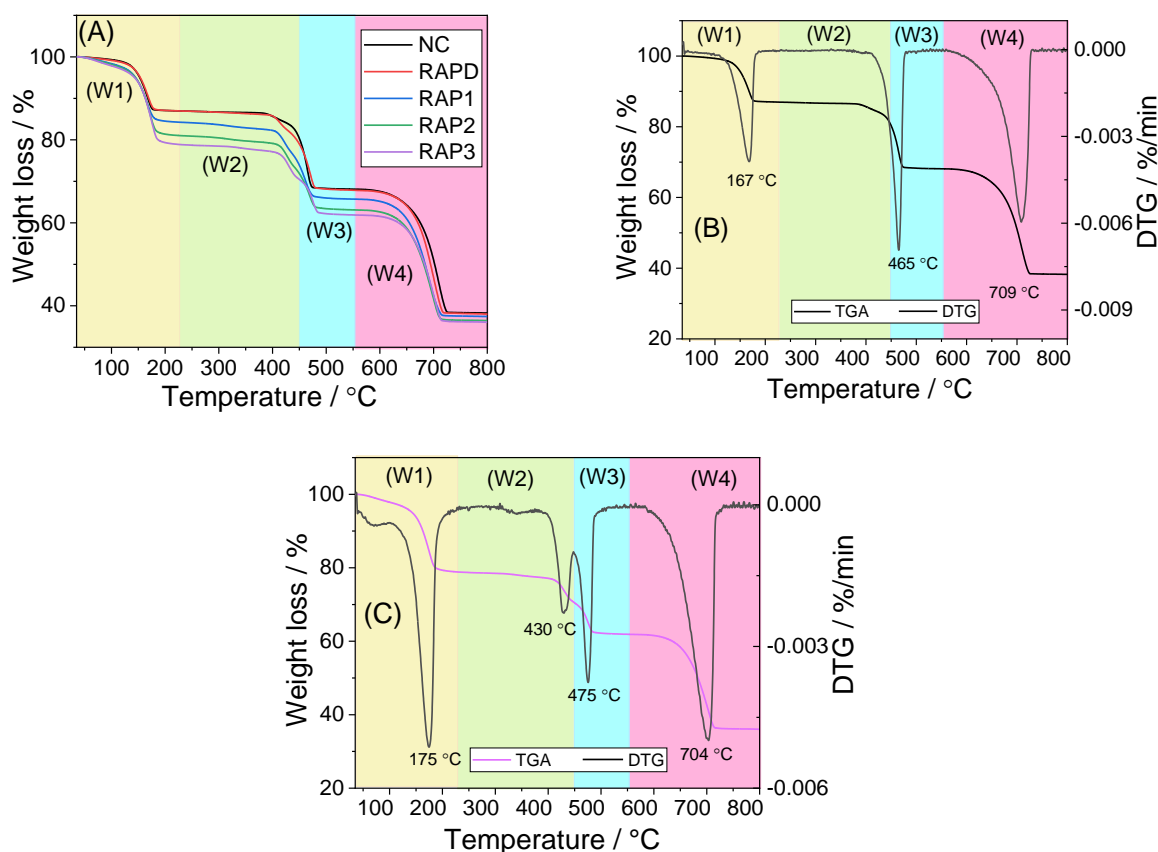 (A)
NC
RAPD
RAP1
RAP2
RAP3
(W1)
(W2)
(W3)
(W4)
100
80
60
40
Weight loss / %
100 200 300 400 500 600 700 800
Temperature / °C
(W1) (W2) (W3) (W4)
100
80
60
40
20
Weight loss / %
0.000
-0.003
-0.006
-0.009
DTG / %/min
167 °C
(B)
465 °C
709 °C
TGA DTG
100 200 300 400 500 600 700 800
Temperature / °C
(W1) (W2) (W3) (W4)
100
80
60
40
20
Weight loss / %
0.000
-0.003
-0.006
DTG / %/min
(C)
430 °C
475 °C
175 °C
704 °C
TGA DTG
100 200 300 400 500 600 700 800
Temperature / °C